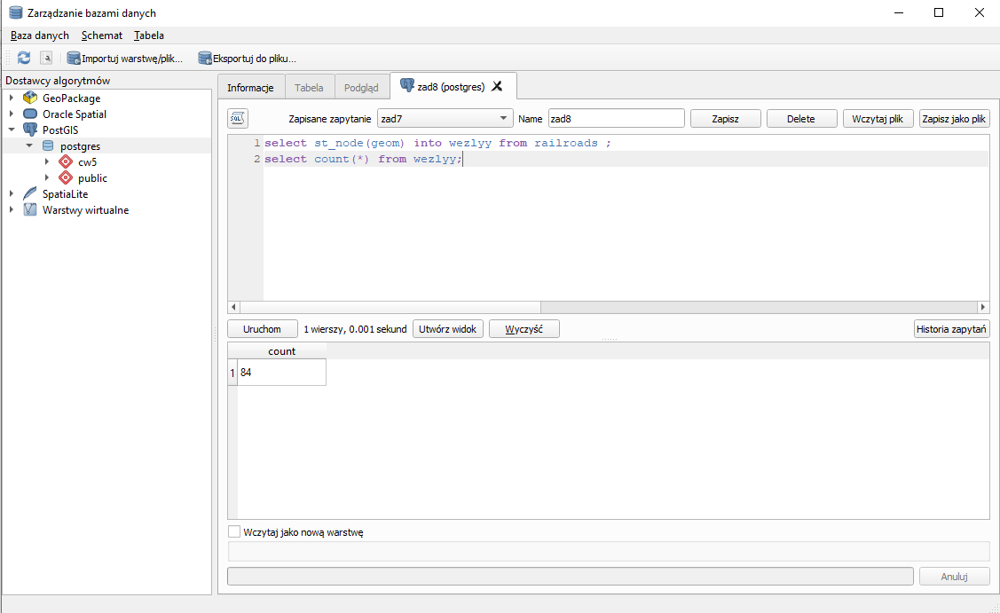 Zarządzanie bazami danych
Baza danych Schemat Tabela
Importuj warstwę/plik... Eksportuj do pliku...
Dostawcy algorytmów
GeoPackage
Oracle Spatial
PostGIS
postgres
cw5
public
SpatiaLite
Warstwy wirtualne
Informacje Tabela Podgląd zad8 (postgres)
SQL Zapisane zapytanie zad7 Name zad8 Zapisz Delete Wczytaj plik Zapisz jako plik
1 select st_node(geom) into wezlyy from railroads ;
2 select count(*) from wezlyy;
Uruchom 1 wierszy, 0.001 sekund Utwórz widok Wyczyść Historia zapytań
count
1 84
Wczytaj jako nową warstwę
Anuluj